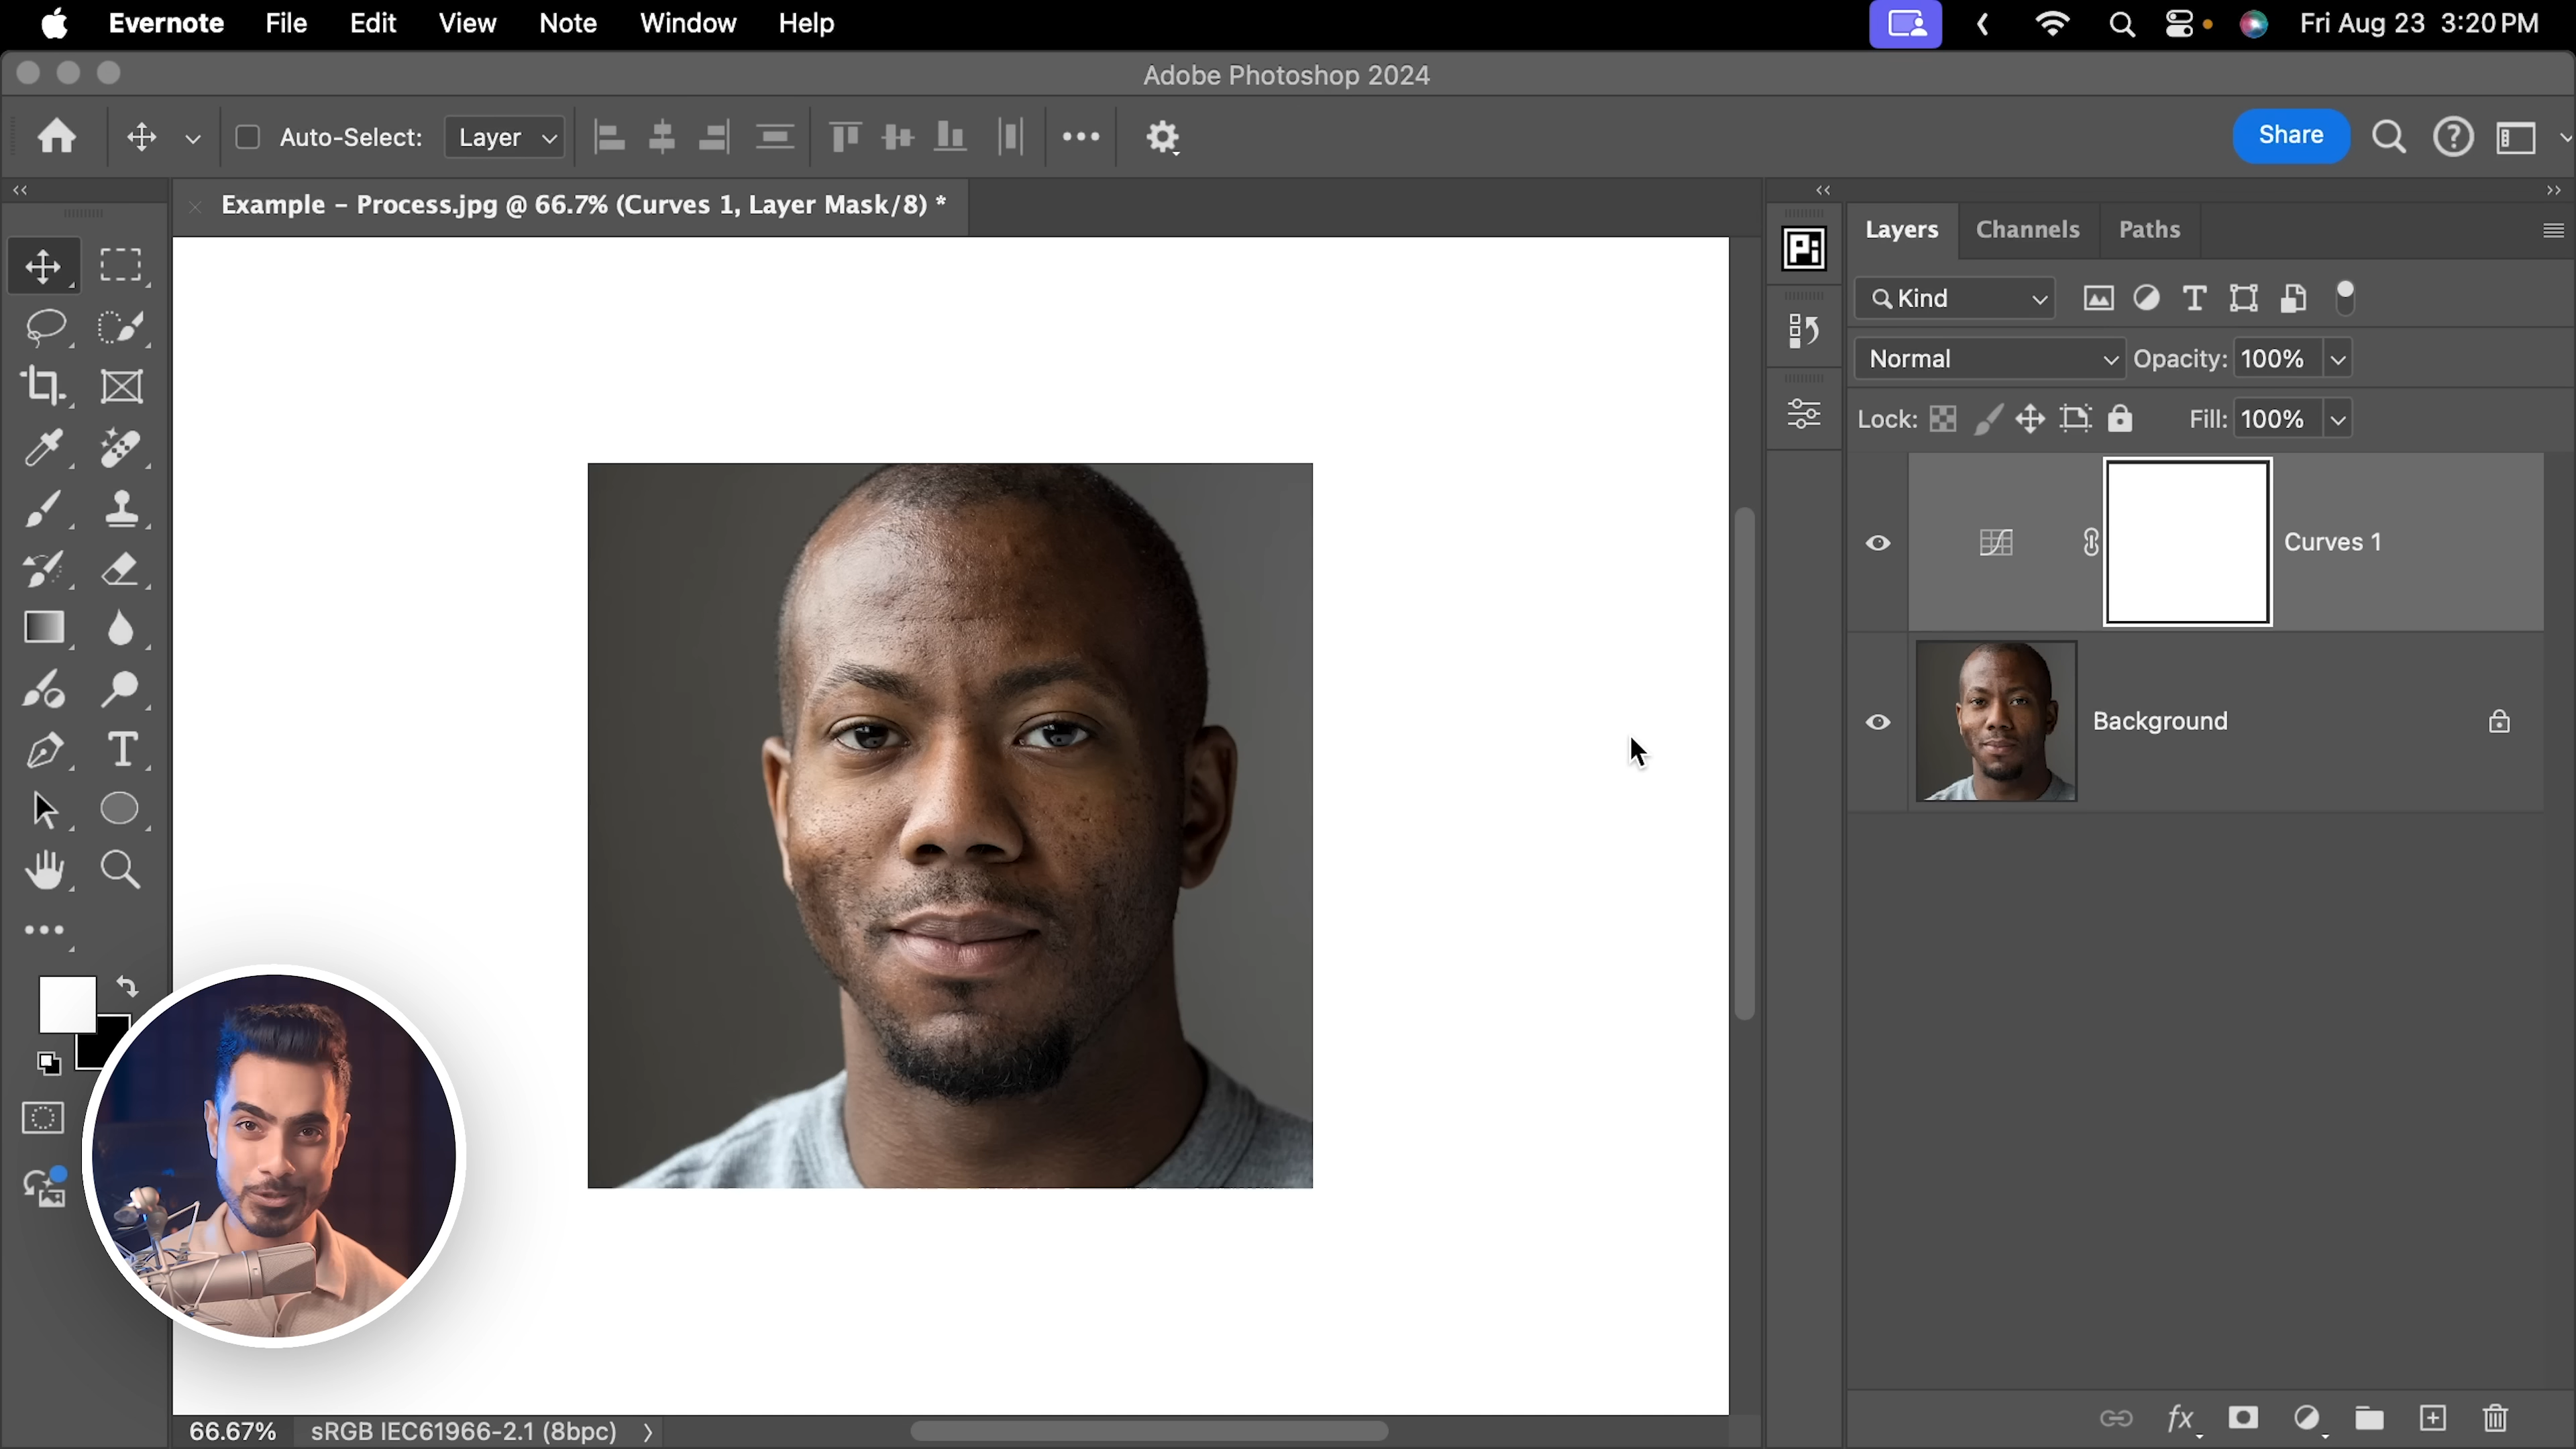 Evernote File Edit View Note Window Help Fri Aug 23 3:20 PM
Adobe Photoshop 2024
Auto-Select: Layer Share
Example - Process.jpg @ 66.7% (Curves 1, Layer Mask/8) *
Pi
Layers Channels Paths
Kind
Normal Opacity: 100%
Lock: Fill: 100%
Curves 1
Background
66.67% sRGB IEC61966-2.1 (8bpc)
fx